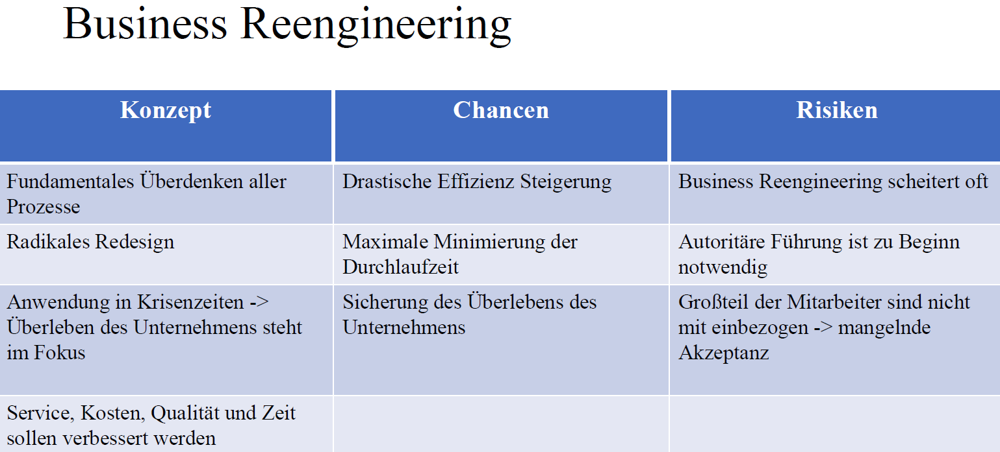 Business Reengineering
Konzept
Chancen
Risiken
Fundamentales Überdenken aller
Prozesse
Drastische Effizienz Steigerung
Business Reengineering scheitert oft
Radikales Redesign
Maximale Minimierung der
Durchlaufzeit
Autoritäre Führung ist zu Beginn
notwendig
Anwendung in Krisenzeiten ->
Überleben des Unternehmens steht
im Fokus
Sicherung des Überlebens des
Unternehmens
Großteil der Mitarbeiter sind nicht
mit einbezogen -> mangelnde
Akzeptanz
Service, Kosten, Qualität und Zeit
sollen verbessert werden